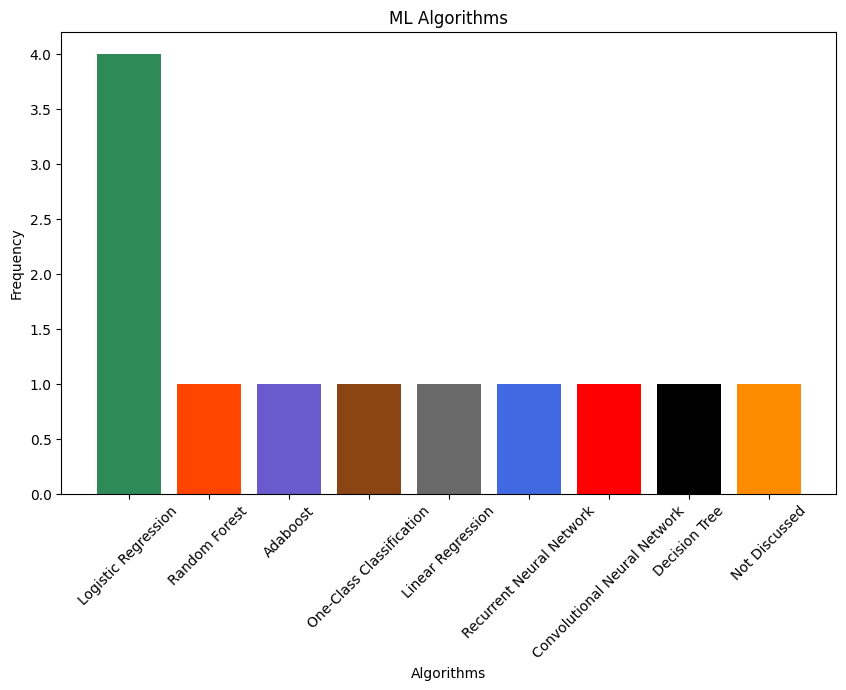 ML Algorithms
Frequency
4.0
3.5
3.0
2.5
2.0
1.5
1.0
0.5
0.0
Logistic Regression
Random Forest
Adaboost
One-Class Classification
Linear Regression
Recurrent Neural Network
Convolutional Neural Network
Decision Tree
Not Discussed
Algorithms